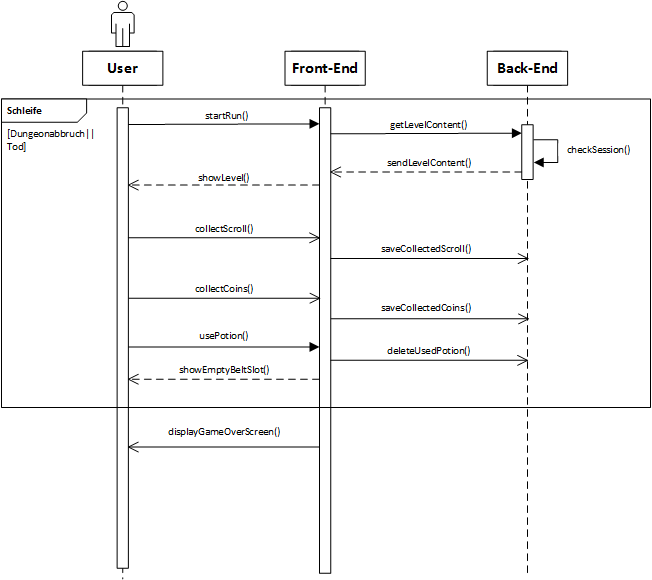 User
Front-End
Back-End
Schleife
[Dungeonabbruch||
Tod]
startRun()
getLevelContent()
checkSession()
sendLevelContent()
showLevel()
collectScroll()
saveCollectedScroll()
collectCoins()
saveCollectedCoins()
usePotion()
deleteUsedPotion()
showEmptyBeltSlot()
displayGameOverScreen()